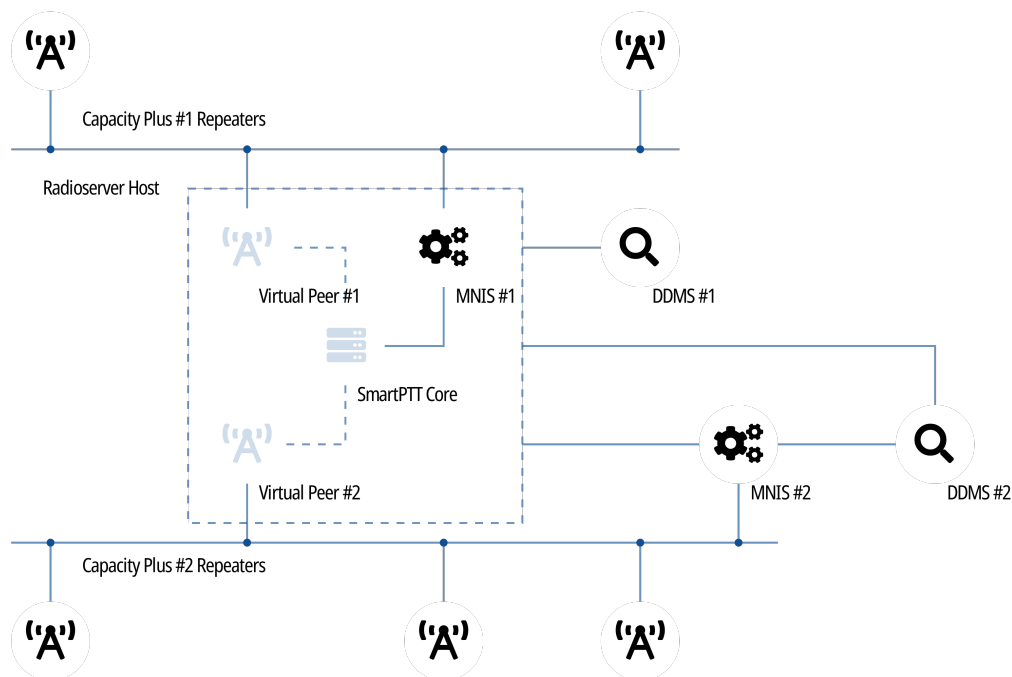 Capacity Plus #1 Repeaters
Radioserver Host
Virtual Peer #1
MNIS #1
DDMS #1
SmartPTT Core
Virtual Peer #2
MNIS #2
DDMS #2
Capacity Plus #2 Repeaters